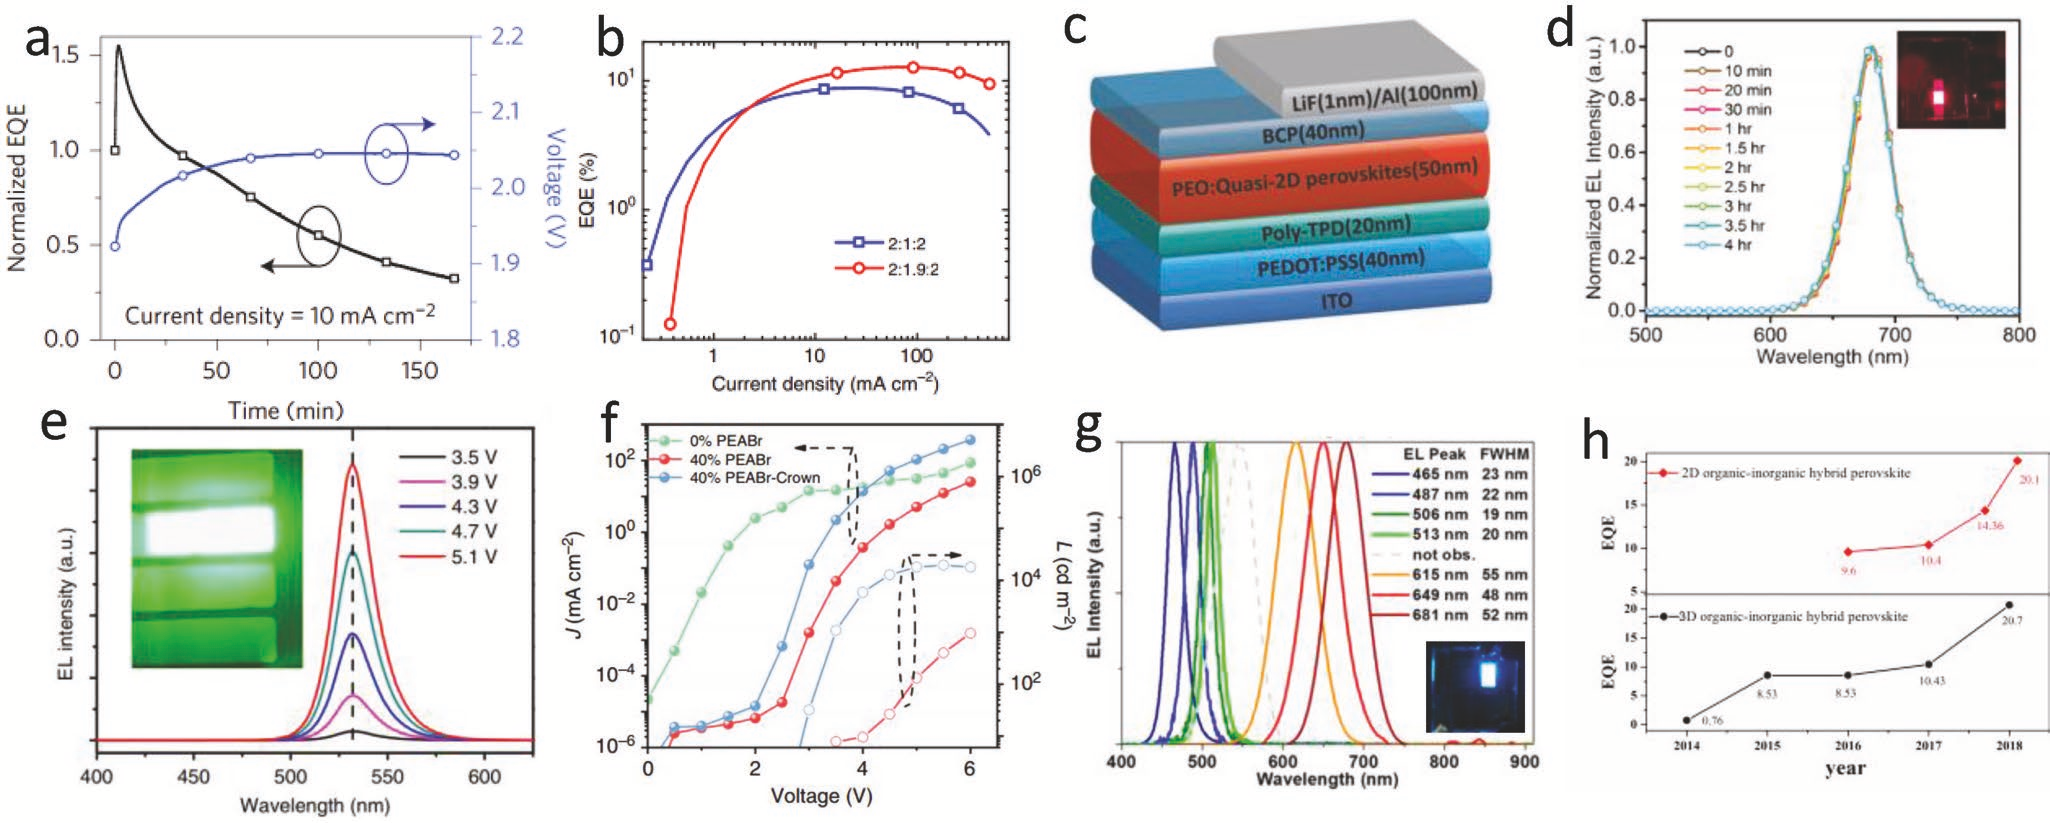 a
1.5
1.0
0.5
0.0
Normalized EQE
2.2
2.1
2.0
1.9
1.8
Voltage (V)
Current density = 10 mA cm⁻²
0 50 100 150
Time (min)
b
10¹
10⁰
10⁻¹
EQE (%)
2:1:2
2:1.9:2
1 10 100
Current density (mA cm⁻²)
c
LiF(1nm)/Al(100nm)
BCP(40nm)
PEO:Quasi-2D perovskites(50nm)
Poly-TPD(20nm)
PEDOT:PSS(40nm)
ITO
d
Normalized EL Intensity (a.u.)
1.0
0.8
0.6
0.4
0.2
0.0
0
10 min
20 min
30 min
1 hr
1.5 hr
2 hr
2.5 hr
3 hr
3.5 hr
4 hr
500 600 700 800
Wavelength (nm)
e
EL intensity (a.u.)
3.5 V
3.9 V
4.3 V
4.7 V
5.1 V
400 450 500 550 600
Wavelength (nm)
f
0% PEABr
40% PEABr
40% PEABr-Crown
10²
10⁰
10⁻²
10⁻⁴
10⁻⁶
J (mA cm⁻²)
10⁶
10⁴
10²
L (cd m⁻²)
0 2 4 6
Voltage (V)
g
EL Intensity (a.u.)
EL Peak FWHM
465 nm 23 nm
487 nm 22 nm
506 nm 19 nm
513 nm 20 nm
not obs.
615 nm 55 nm
649 nm 48 nm
681 nm 52 nm
400 500 600 700 800 900
Wavelength (nm)
h
20
15
10
5
EQE
2D organic-inorganic hybrid perovskite
9.6
10.4
14.36
20.1
20
15
10
5
0
EQE
3D organic-inorganic hybrid perovskite
0.76
8.53
8.53
10.43
20.7
2014 2015 2016 2017 2018
year